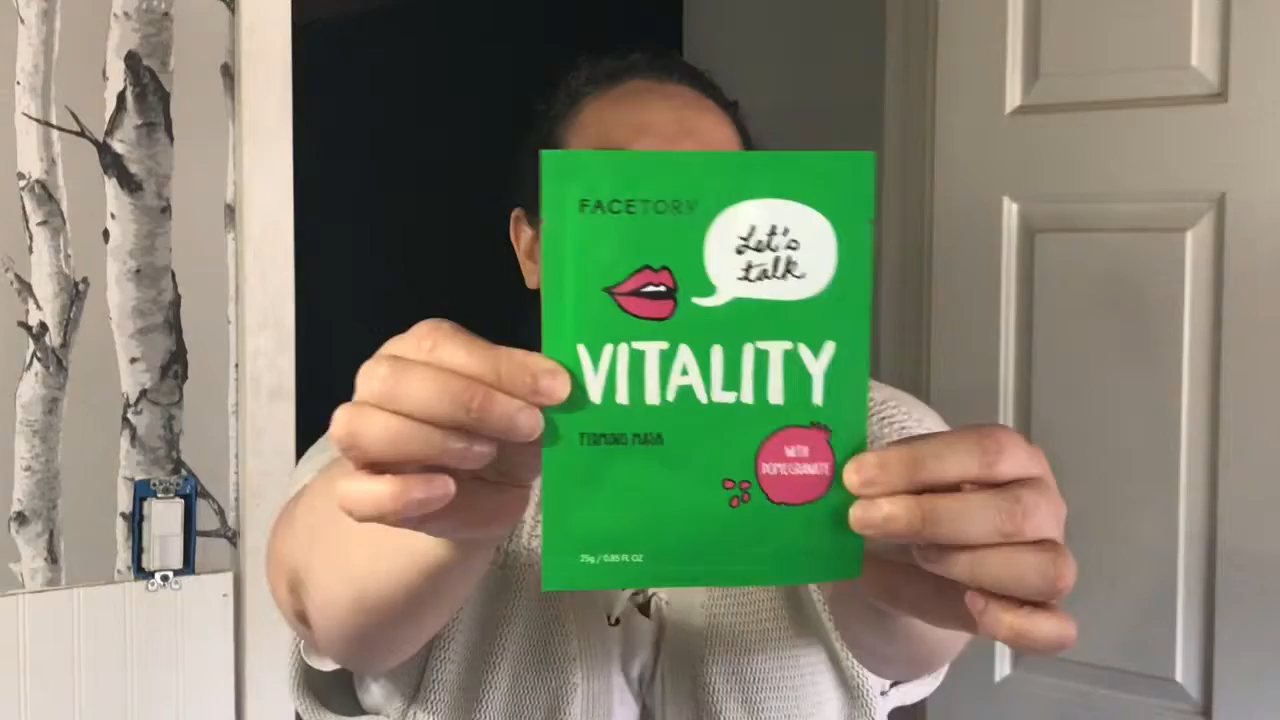 FACETORY
Let's
talk
VITALITY
FIRMING MASK
WITH
POMEGRANATE
25g / 0.85 FL OZ